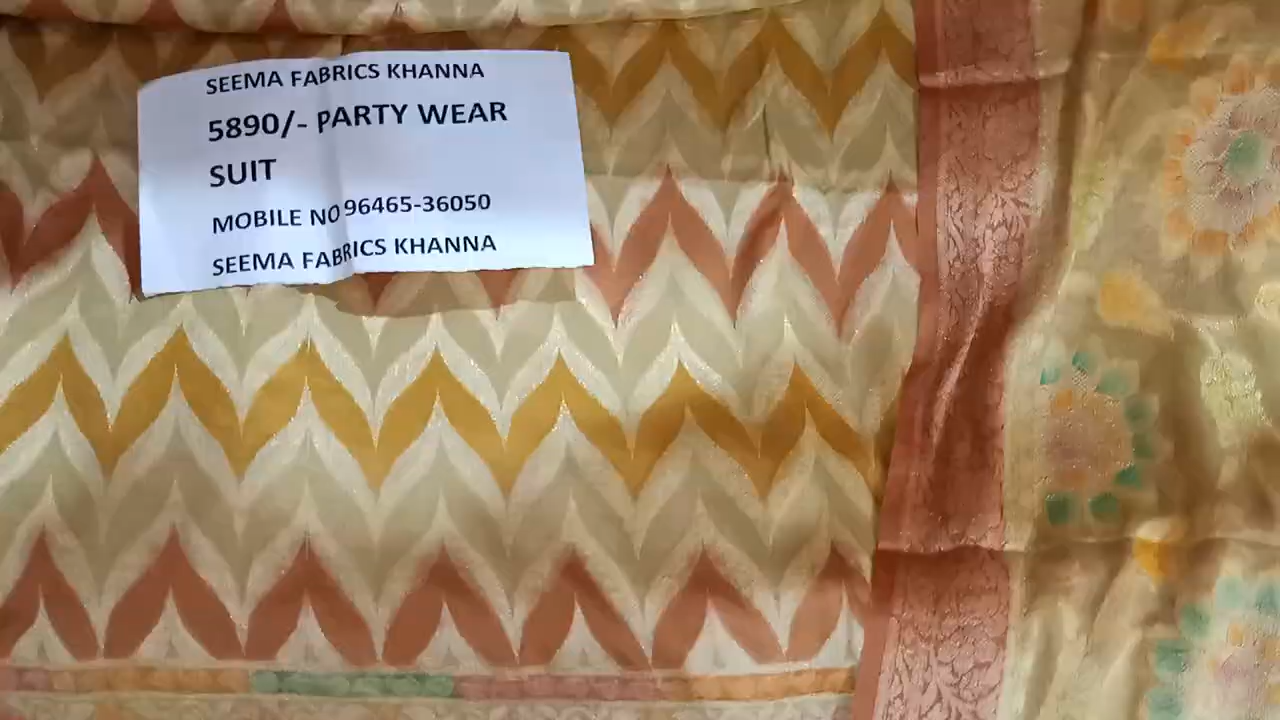 SEEMA FABRICS KHANNA
5890/- PARTY WEAR
SUIT
MOBILE NO 96465-36050
SEEMA FABRICS KHANNA